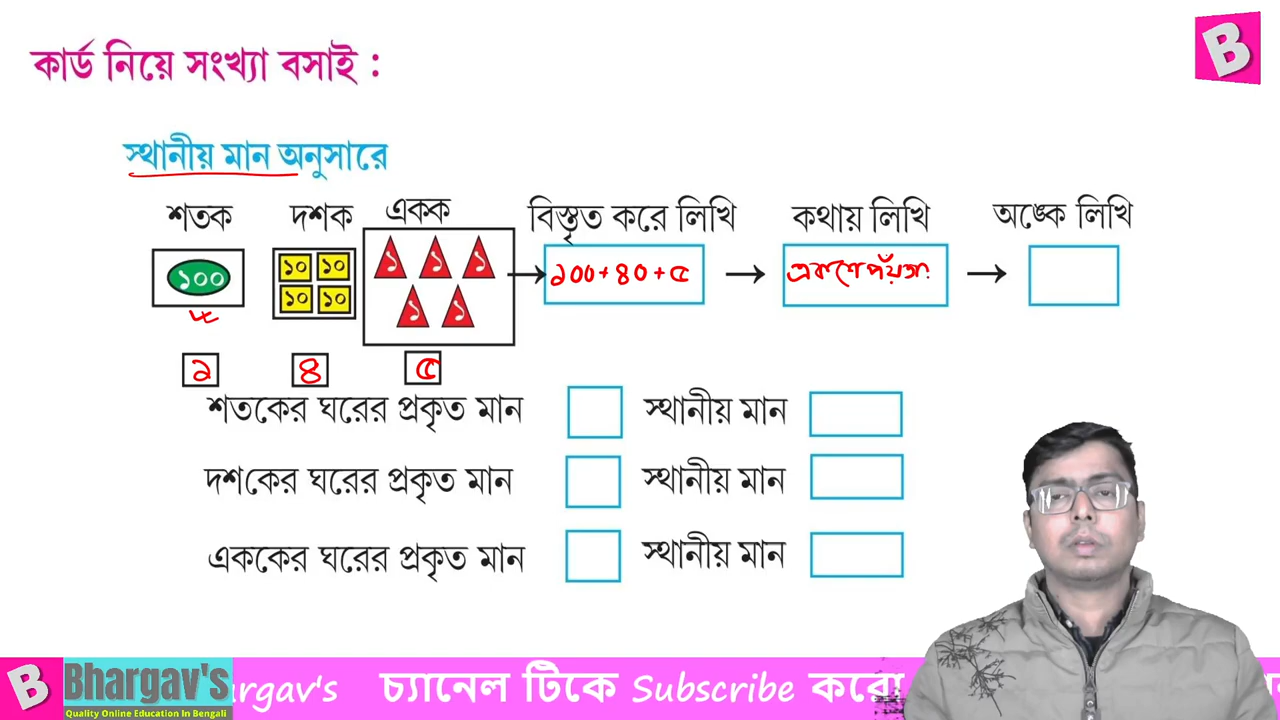 কার্ড নিয়ে সংখ্যা বসাই :
B
স্থানীয় মান অনুসারে
শতক দশক একক বিস্তৃত করে লিখি কথায় লিখি অঙ্কে লিখি
১০০ ১০ ১০ ১ ১ ১ → ১০০+৪০+৫ → →
১০ ১০ ১ ১
১ ৪ ৫
শতকের ঘরের প্রকৃত মান স্থানীয় মান
দশকের ঘরের প্রকৃত মান স্থানীয় মান
এককের ঘরের প্রকৃত মান স্থানীয় মান
B Bhargav's argav's চ্যানেল টিকে Subscribe করো
Quality Online Education In Bengali